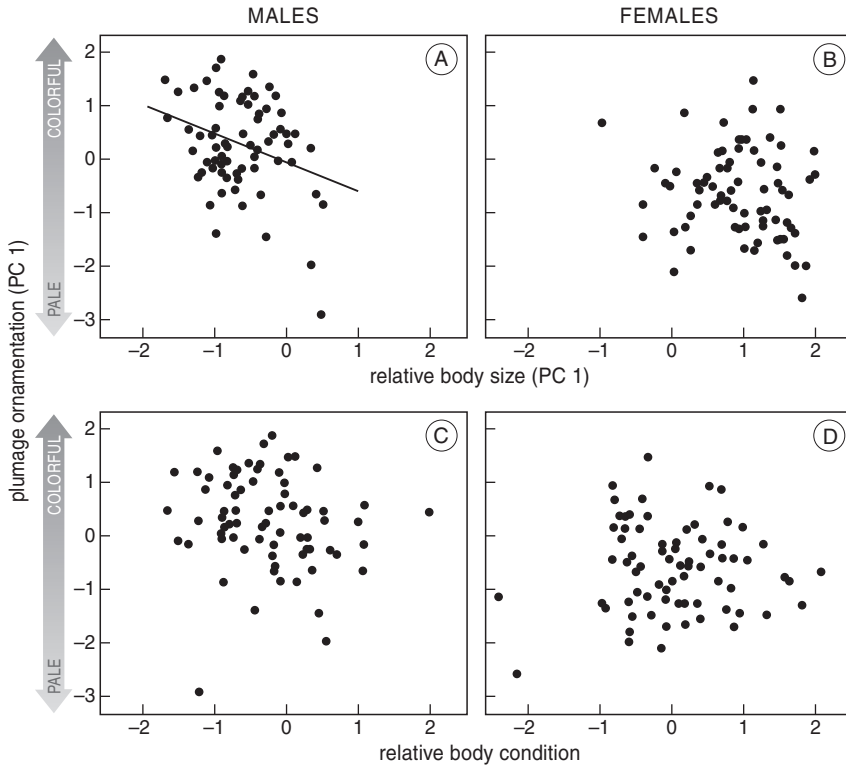 MALES FEMALES
COLORFUL
PALE
plumage ornamentation (PC 1)
2
1
0
–1
–2
–3
A
B
–2 –1 0 1 2 –2 –1 0 1 2
relative body size (PC 1)
COLORFUL
PALE
2
1
0
–1
–2
–3
C
D
–2 –1 0 1 2 –2 –1 0 1 2
relative body condition